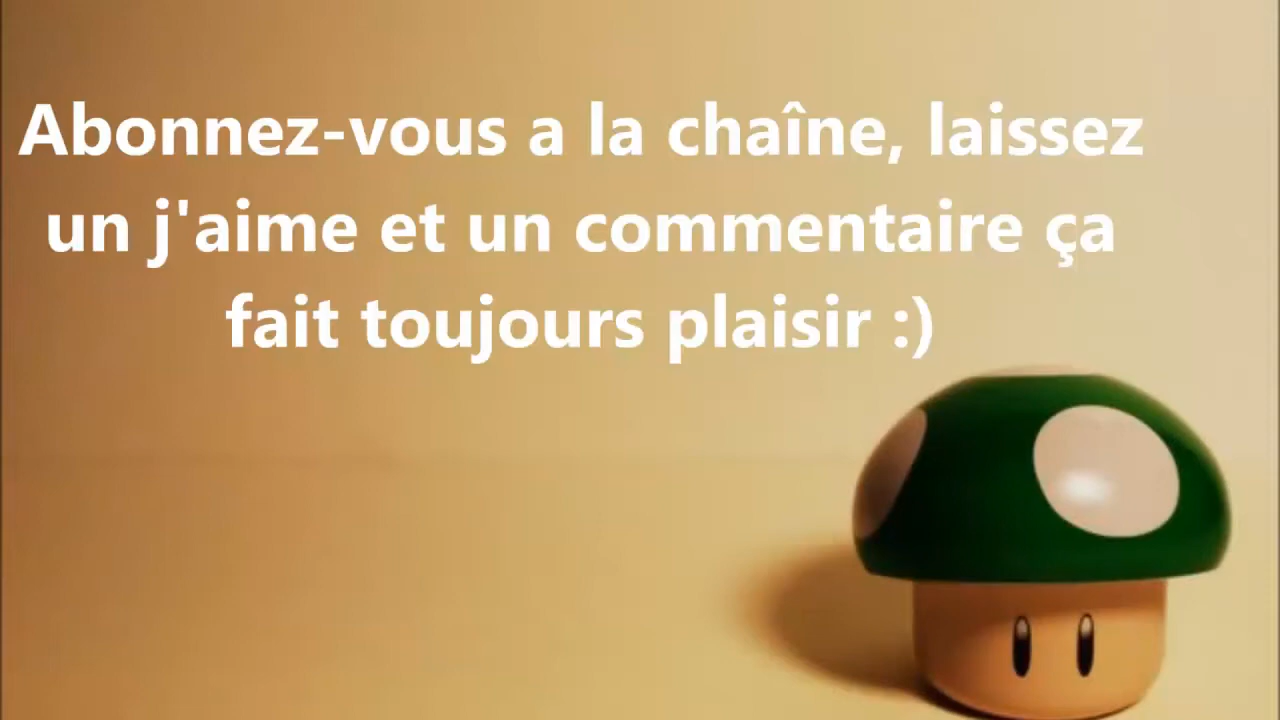 Abonnez-vous a la chaîne, laissez
un j'aime et un commentaire ça
fait toujours plaisir :)